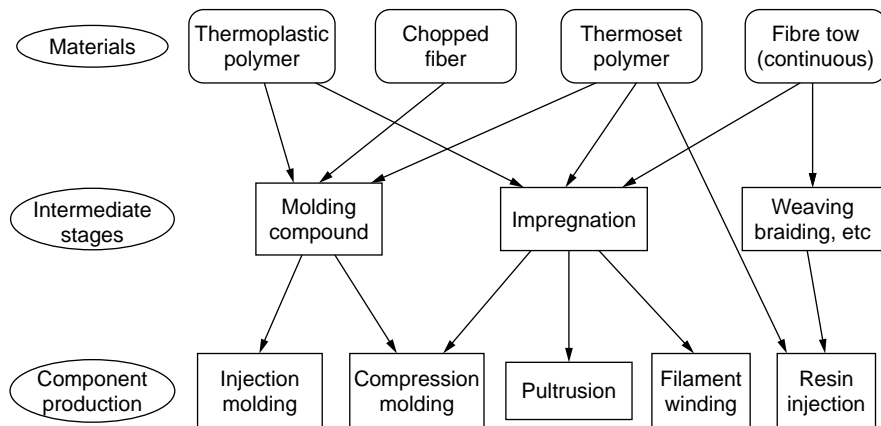 Materials
Thermoplastic
polymer
Chopped
fiber
Thermoset
polymer
Fibre tow
(continuous)
Intermediate
stages
Molding
compound
Impregnation
Weaving
braiding, etc
Component
production
Injection
molding
Compression
molding
Pultrusion
Filament
winding
Resin
injection